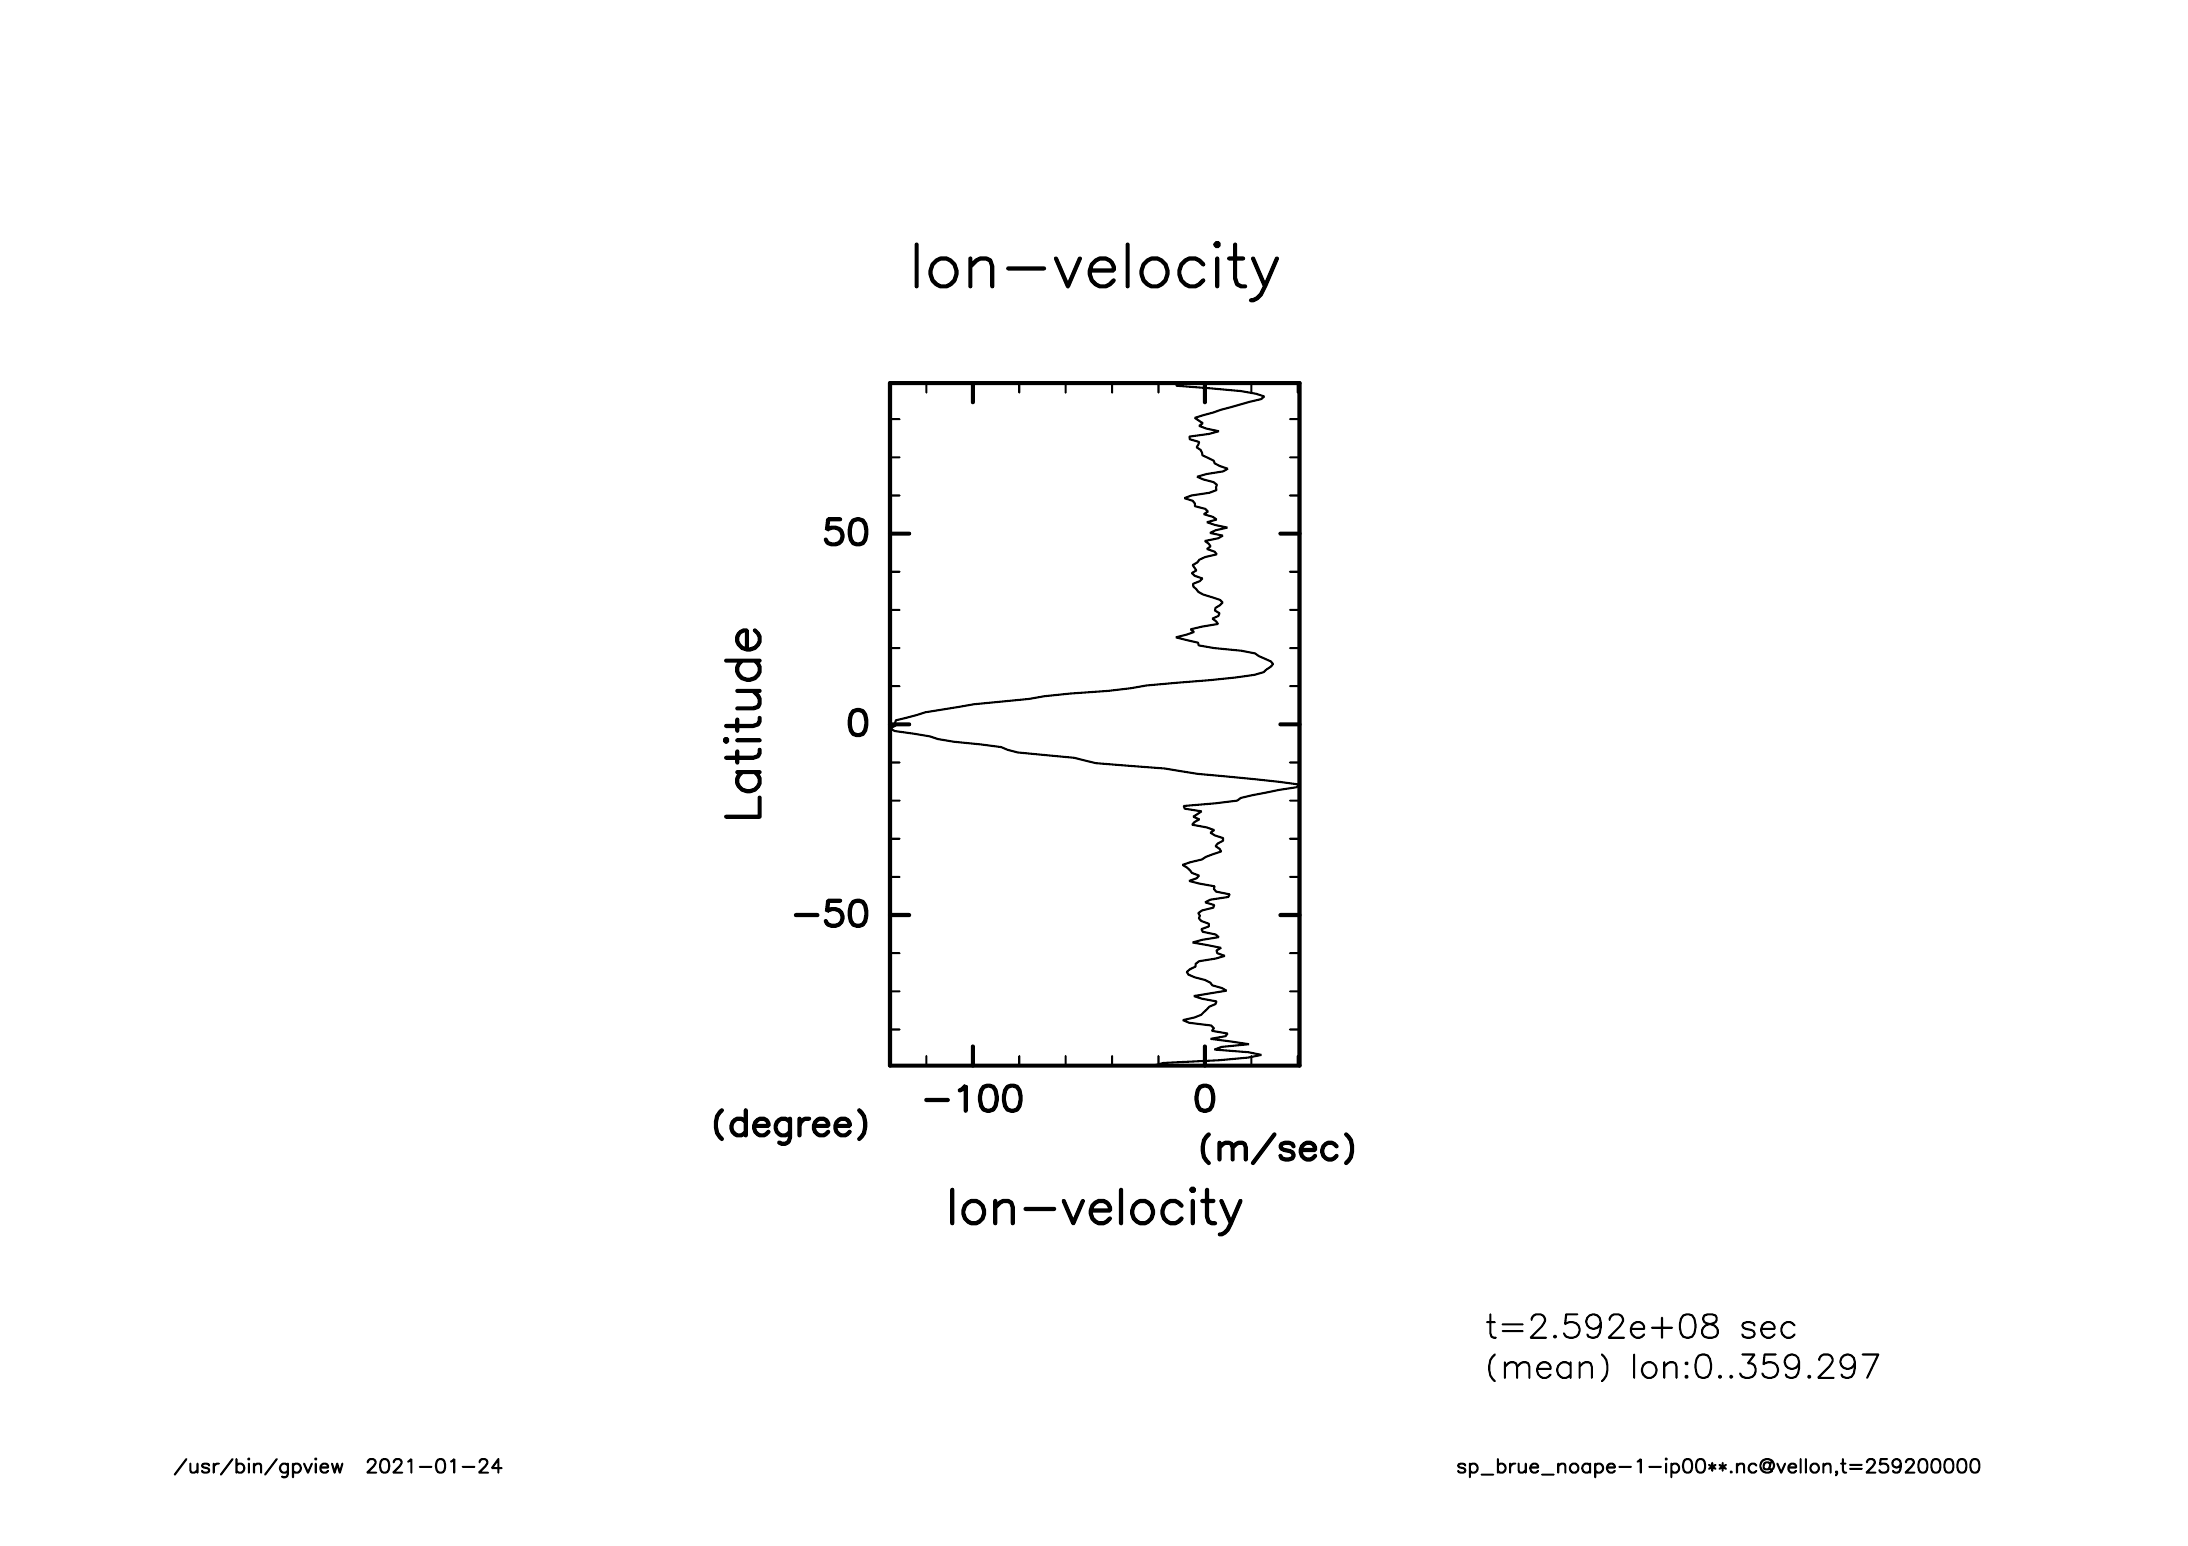 lon-velocity
50
0
-50
Latitude
-100
0
(degree)
(m/sec)
lon-velocity
t=2.592e+08 sec
(mean) lon:0..359.297
/usr/bin/gpview 2021-01-24
sp_brue_noape-1-ip00**.nc@vellon,t=259200000